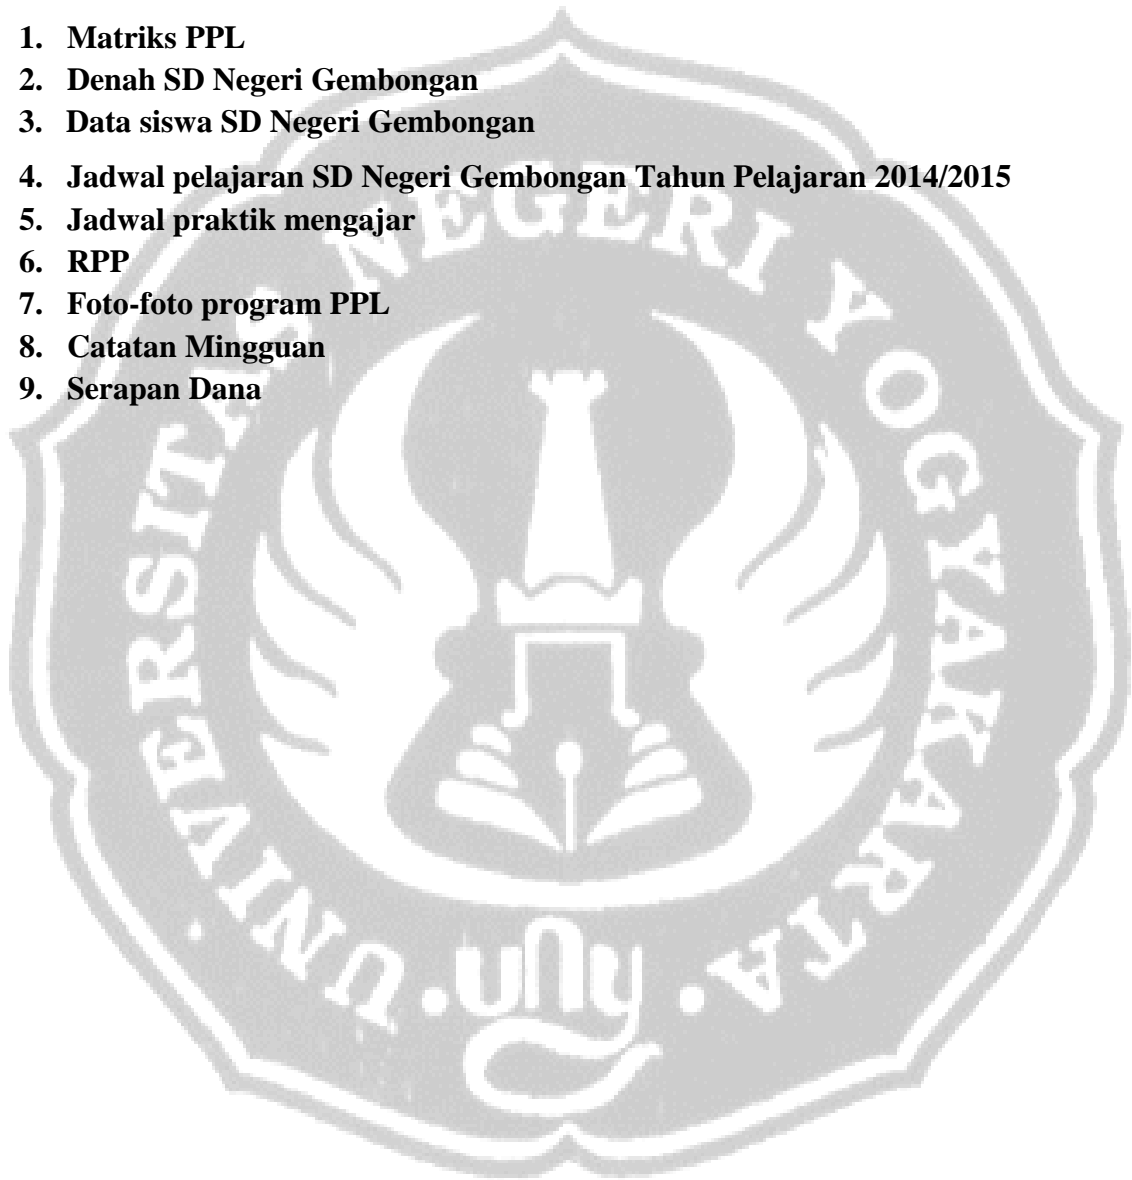 1. Matriks PPL
2. Denah SD Negeri Gembongan
3. Data siswa SD Negeri Gembongan
4. Jadwal pelajaran SD Negeri Gembongan Tahun Pelajaran 2014/2015
5. Jadwal praktik mengajar
6. RPP
7. Foto-foto program PPL
8. Catatan Mingguan
9. Serapan Dana
UNIVERSITAS NEGERI YOGYAKARTA
uny